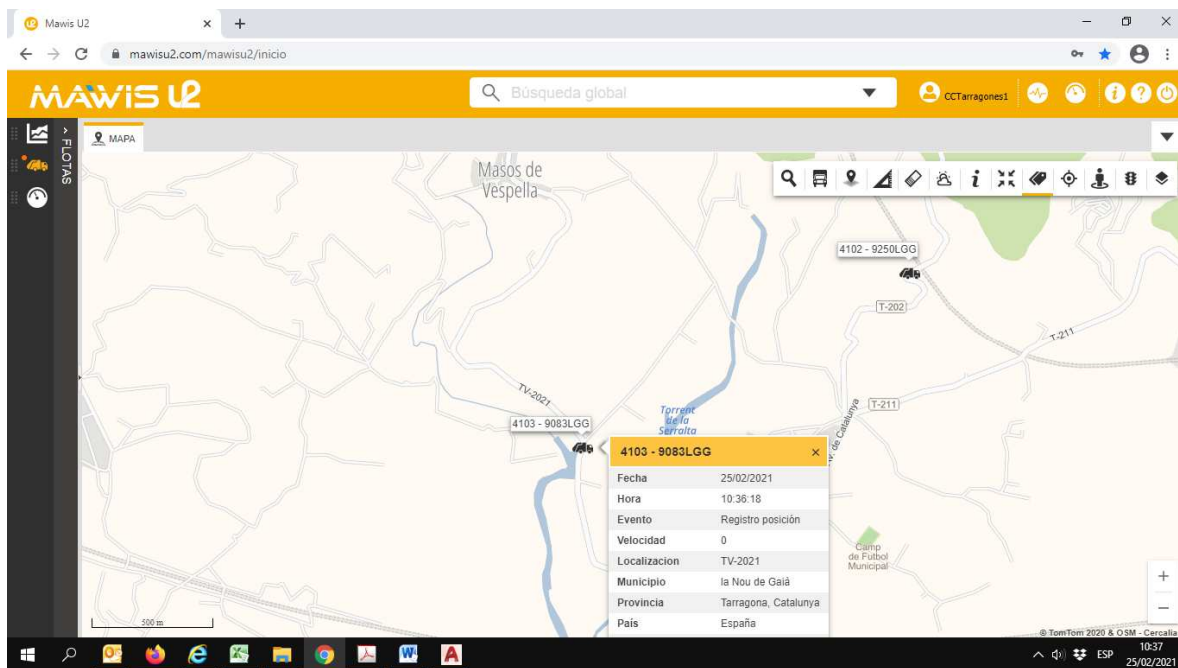 Mawis U2
mawisu2.com/mawisu2/inicio
MAWIS U2
Búsqueda global
CCTarragones1
FLOTAS
MAPA
Masos de
Vespella
4102 - 9250LGG
T-202
T-211
TV-2021
T-211
4103 - 9083LGG
Torrent
de la
Serralta
Av. de Catalunya
4103 - 9083LGG
Fecha 25/02/2021
Hora 10:36:18
Evento Registro posición
Velocidad 0
Localizacion TV-2021
Municipio la Nou de Gaià
Provincia Tarragona, Catalunya
País España
Camp
de Futbol
Municipal
500 m
© TomTom 2020 & OSM - Cercalia
ESP
10:37
25/02/2021